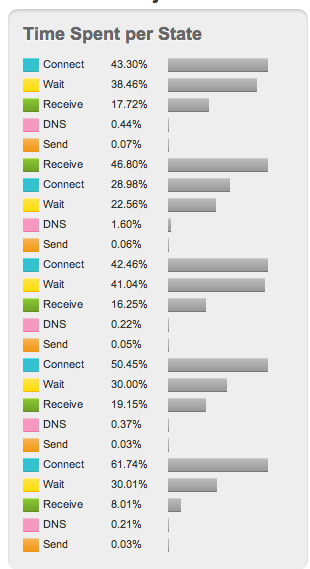 Time Spent per State
Connect 43.30%
Wait 38.46%
Receive 17.72%
DNS 0.44%
Send 0.07%
Receive 46.80%
Connect 28.98%
Wait 22.56%
DNS 1.60%
Send 0.06%
Connect 42.46%
Wait 41.04%
Receive 16.25%
DNS 0.22%
Send 0.05%
Connect 50.45%
Wait 30.00%
Receive 19.15%
DNS 0.37%
Send 0.03%
Connect 61.74%
Wait 30.01%
Receive 8.01%
DNS 0.21%
Send 0.03%